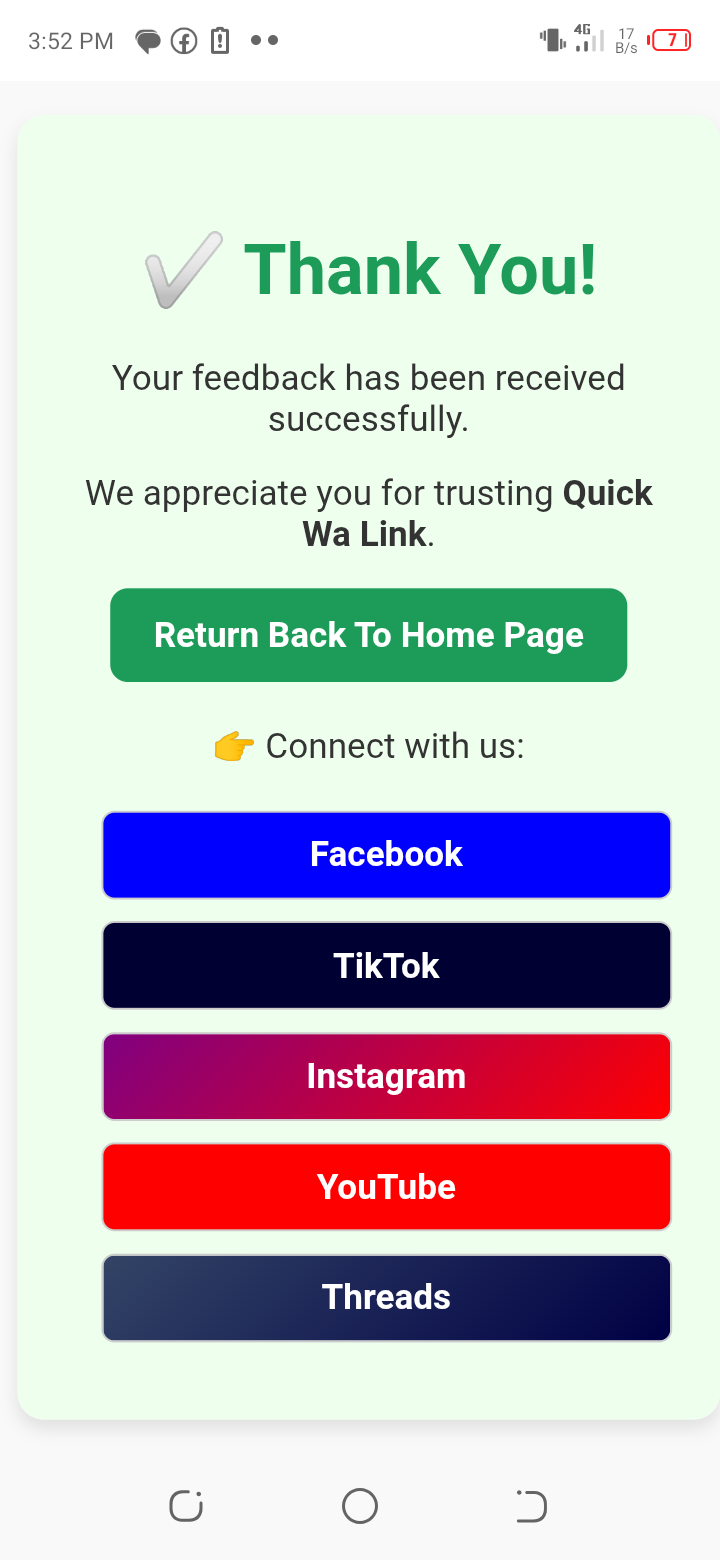 3:52 PM
4G
17
B/s
7
Thank You!
Your feedback has been received
successfully.
We appreciate you for trusting Quick
Wa Link.
Return Back To Home Page
👉 Connect with us:
Facebook
TikTok
Instagram
YouTube
Threads